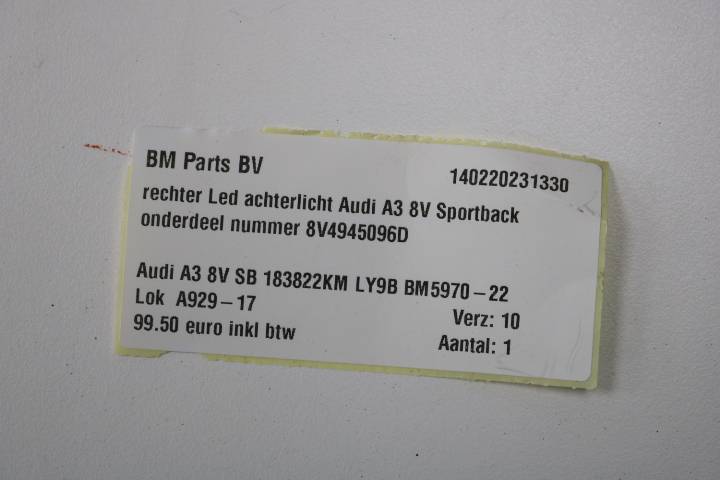 BM Parts BV 140220231330
rechter Led achterlicht Audi A3 8V Sportback
onderdeel nummer 8V4945096D
Audi A3 8V SB 183822KM LY9B BM5970-22
Lok A929-17 Verz: 10
99.50 euro inkl btw Aantal: 1